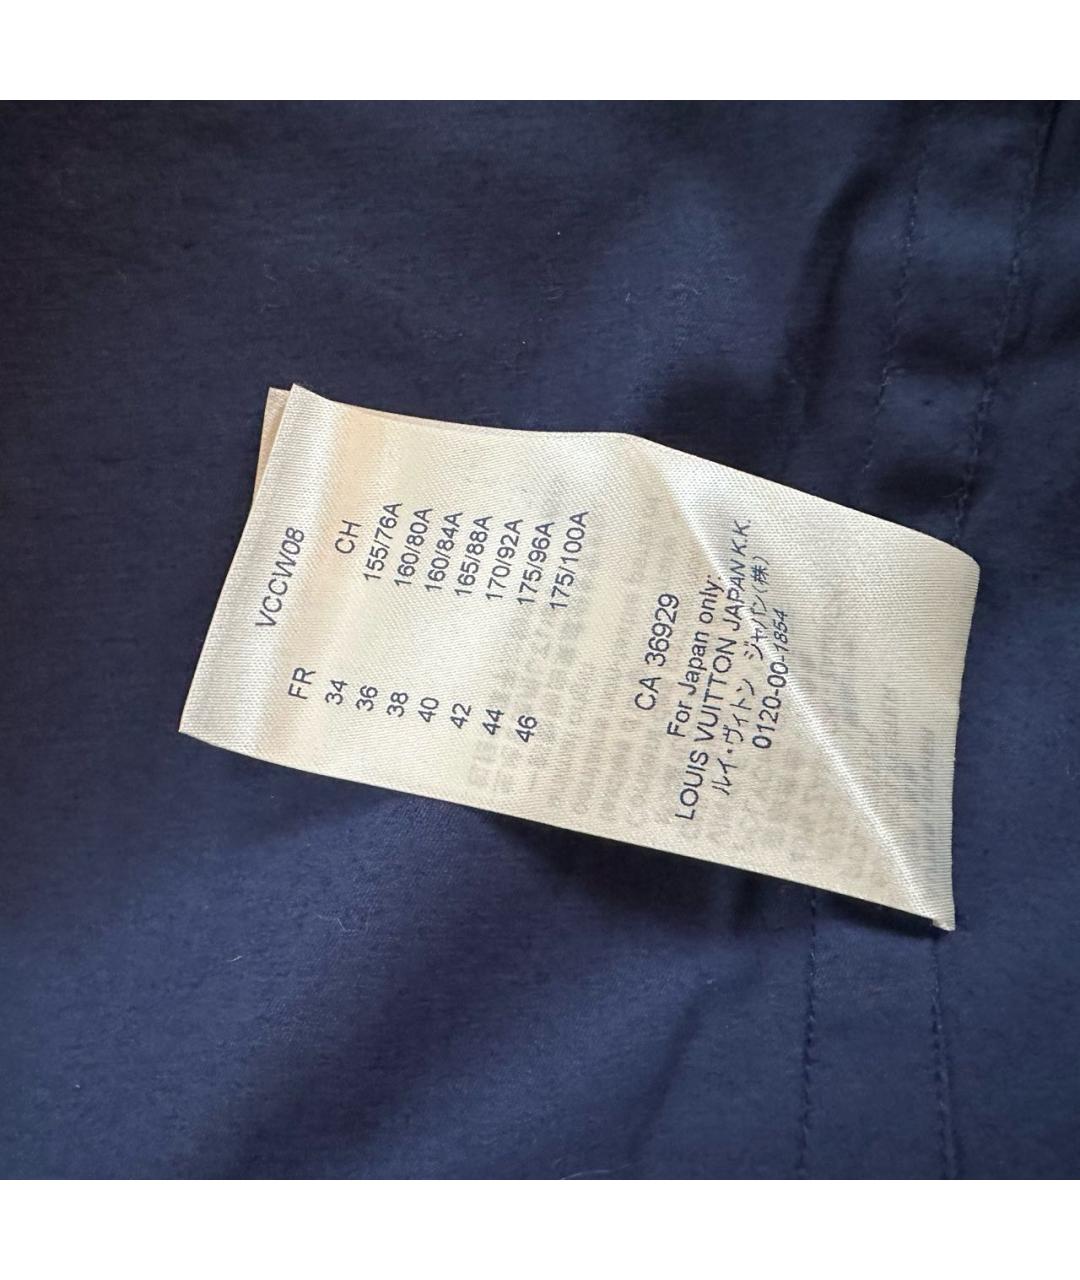 VCCW08
FR CH
34 155/76A
36 160/80A
38 160/84A
40 165/88A
42 170/92A
44 175/96A
46 175/100A
CA 36929
For Japan only:
LOUIS VUITTON JAPAN K.K.
ルイ・ヴィトン ジャパン(株)
0120-00-1854